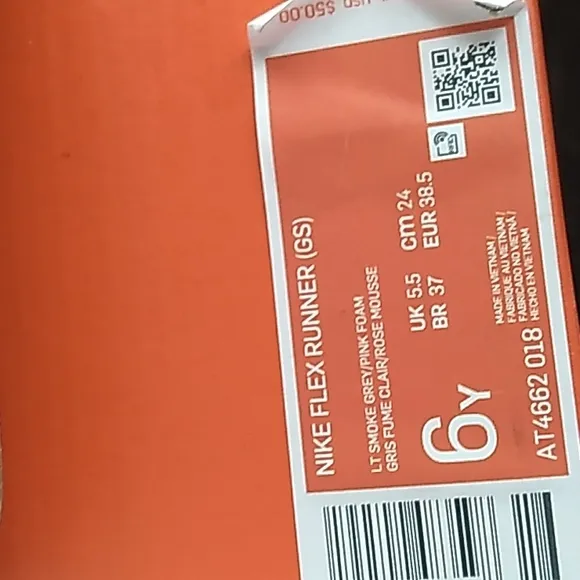 USD $50.00
NIKE FLEX RUNNER (GS)
LT SMOKE GREY/PINK FOAM
GRIS FUME CLAIR/ROSE MOUSSE
6Y
UK 5.5 cm 24
BR 37 EUR 38.5
MADE IN VIETNAM /
FABRIQUE AU VIETNAM /
FABRICADO NO VIETNÃ /
HECHO EN VIETNAM
AT4662 018